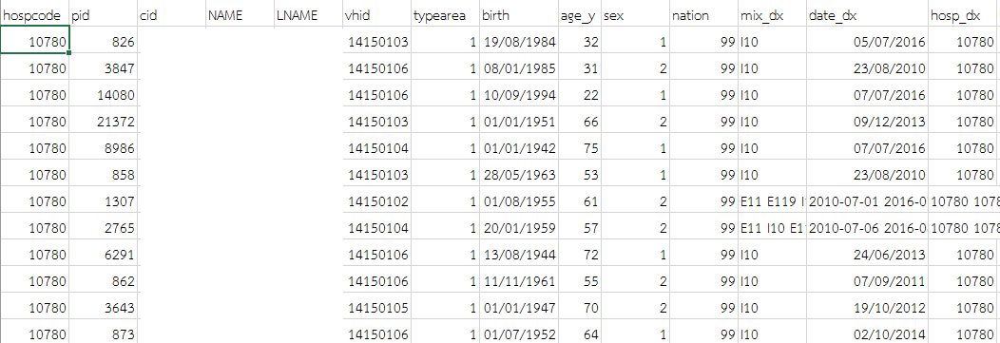 hospcode pid cid NAME LNAME vhid typearea birth age_y sex nation mix_dx date_dx hosp_dx
10780 826 14150103 1 19/08/1984 32 1 99 I10 05/07/2016 10780
10780 3847 14150106 1 08/01/1985 31 2 99 I10 23/08/2010 10780
10780 14080 14150106 1 10/09/1994 22 1 99 I10 07/07/2016 10780
10780 21372 14150103 1 01/01/1951 66 2 99 I10 09/12/2013 10780
10780 8986 14150104 1 01/01/1942 75 1 99 I10 07/07/2016 10780
10780 858 14150103 1 28/05/1963 53 1 99 I10 23/08/2010 10780
10780 1307 14150102 1 01/08/1955 61 2 99 E11 E119 I 2010-07-01 2016-0 10780 1078
10780 2765 14150104 1 20/01/1959 57 2 99 E11 I10 E1 2010-07-06 2016-0 10780 1078
10780 6291 14150106 1 13/08/1944 72 1 99 I10 24/06/2013 10780
10780 862 14150106 1 11/11/1961 55 2 99 I10 07/09/2011 10780
10780 3643 14150105 1 01/01/1947 70 2 99 I10 19/10/2012 10780
10780 873 14150106 1 01/07/1952 64 1 99 I10 02/10/2014 10780